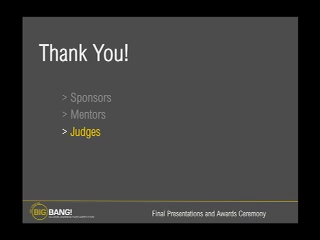 Thank You!
> Sponsors
> Mentors
> Judges
BIG BANG!
Final Presentations and Awards Ceremony